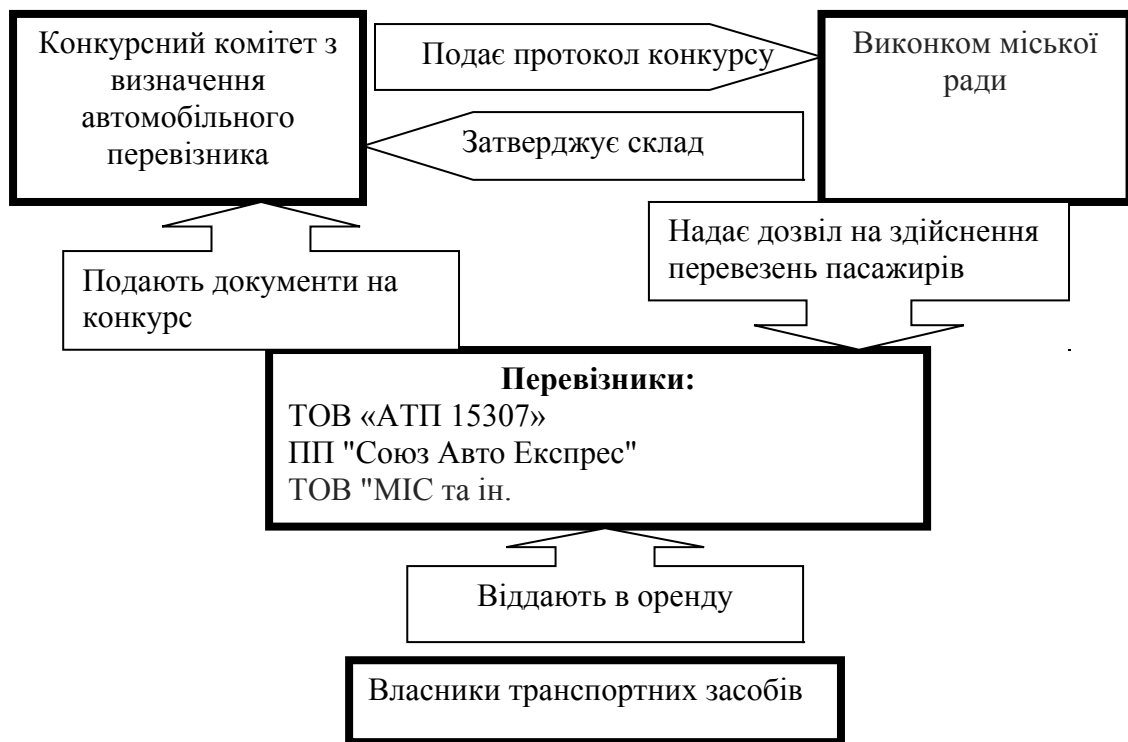 Конкурсний комітет з
визначення
автомобільного
перевізника
Подає протокол конкурсу
Виконком міської
ради
Затверджує склад
Подають документи на
конкурс
Надає дозвіл на здійснення
перевезень пасажирів
Перевізники:
ТОВ «АТП 15307»
ПП "Союз Авто Експрес"
ТОВ "МІС та ін.
Віддають в оренду
Власники транспортних засобів